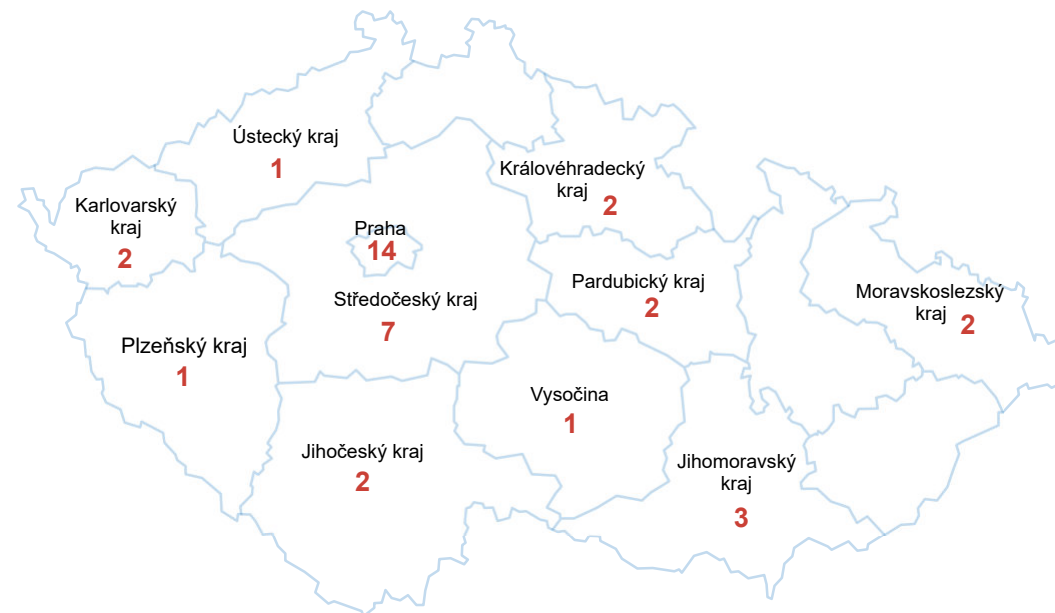 Ústecký kraj
1
Královéhradecký
kraj 2
Karlovarský
kraj
2
Praha
14
Pardubický kraj
2
Středočeský kraj
7
Moravskoslezský
kraj 2
Plzeňský kraj
1
Vysočina
1
Jihočeský kraj
2
Jihomoravský
kraj
3